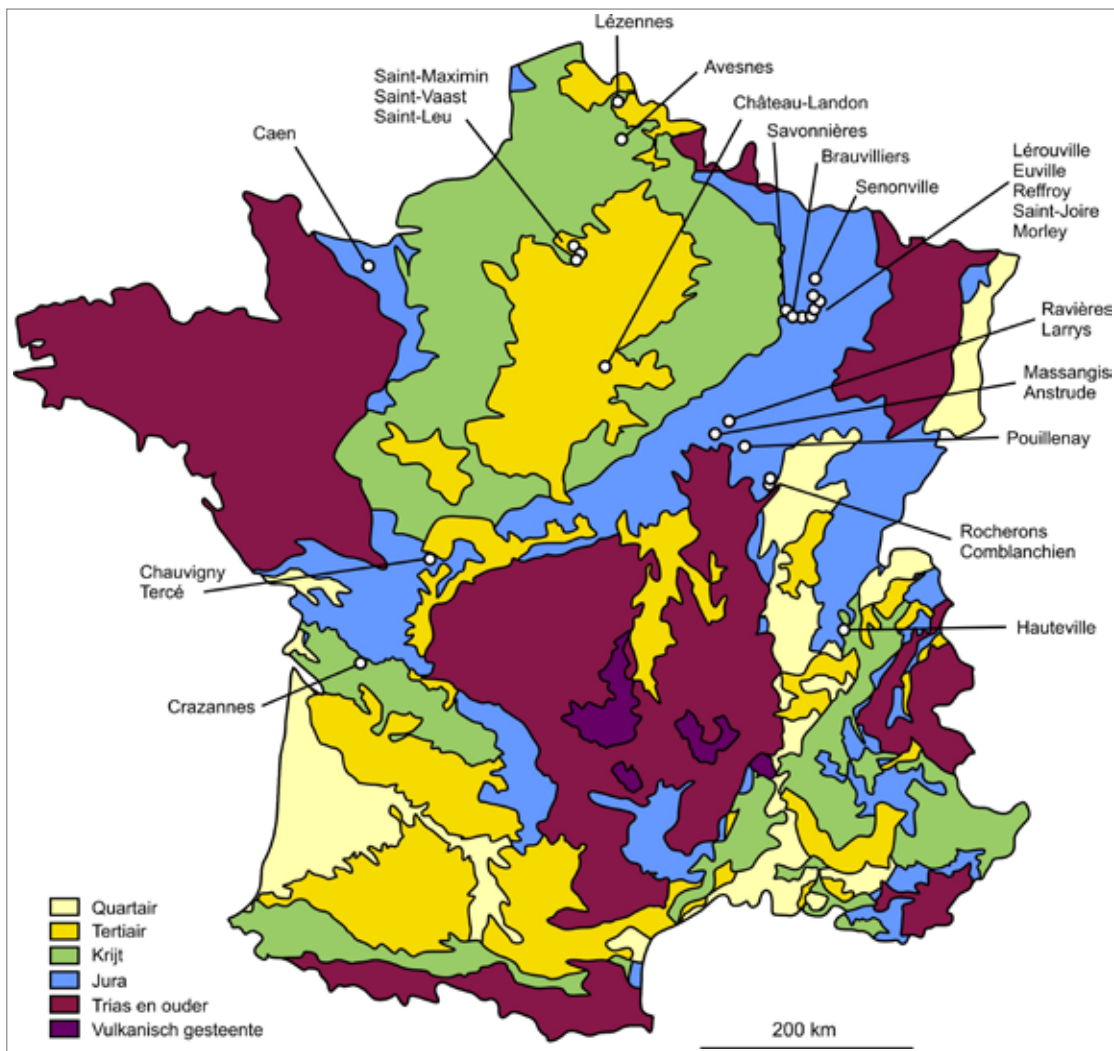 Lézennes
Avesnes
Saint-Maximin
Saint-Vaast
Saint-Leu
Château-Landon
Caen
Savonnières
Brauvilliers
Senonville
Lérouville
Euville
Reffroy
Saint-Joire
Morley
Ravières
Larrys
Massangis
Anstrude
Pouillenay
Rocherons
Comblanchien
Chauvigny
Tercé
Hauteville
Crazannes
Quartair
Tertiair
Krijt
Jura
Trias en ouder
Vulkanisch gesteente
200 km